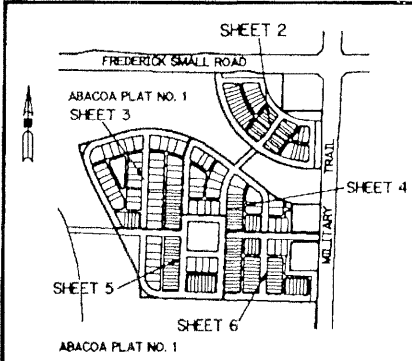 SHEET 2
FREDERICK SMALL ROAD
ABACOA PLAT NO. 1
SHEET 3
MILITARY TRAIL
SHEET 4
SHEET 5
SHEET 6
ABACOA PLAT NO. 1